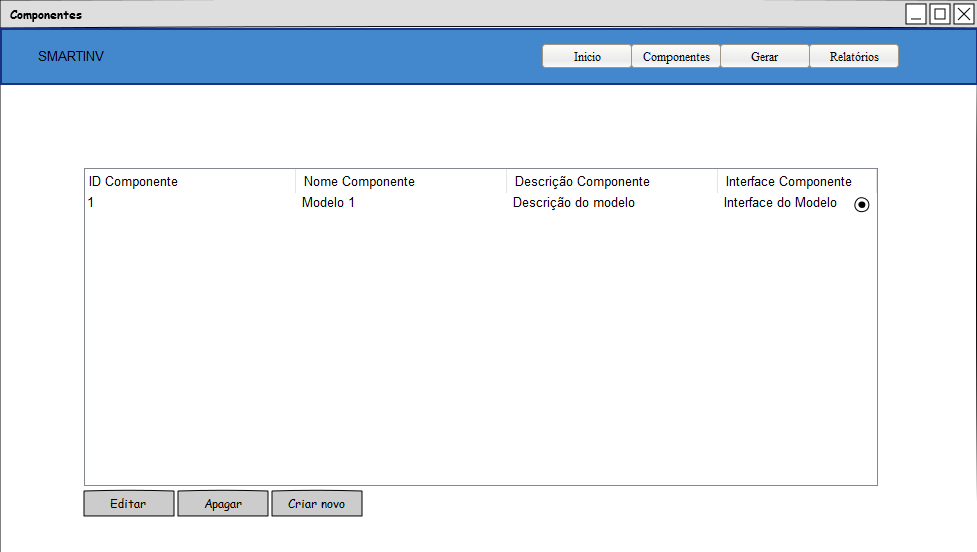 Componentes
SMARTINV
Inicio Componentes Gerar Relatórios
ID Componente Nome Componente Descrição Componente Interface Componente
1 Modelo 1 Descrição do modelo Interface do Modelo
Editar Apagar Criar novo